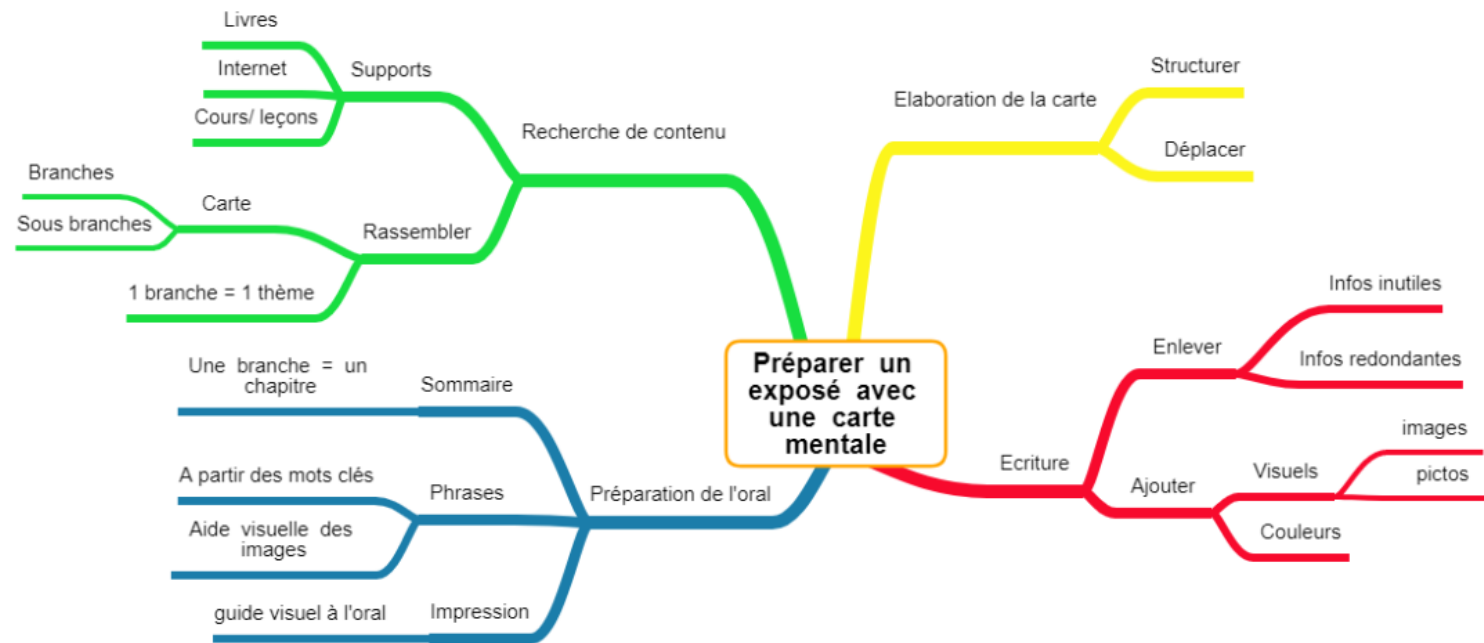 Préparer un
exposé avec
une carte
mentale
Recherche de contenu
Supports
Livres
Internet
Cours/ leçons
Rassembler
Carte
Branches
Sous branches
1 branche = 1 thème
Elaboration de la carte
Structurer
Déplacer
Ecriture
Enlever
Infos inutiles
Infos redondantes
Ajouter
Visuels
images
pictos
Couleurs
Préparation de l'oral
Sommaire
Une branche = un
chapitre
Phrases
A partir des mots clés
Aide visuelle des
images
Impression
guide visuel à l'oral